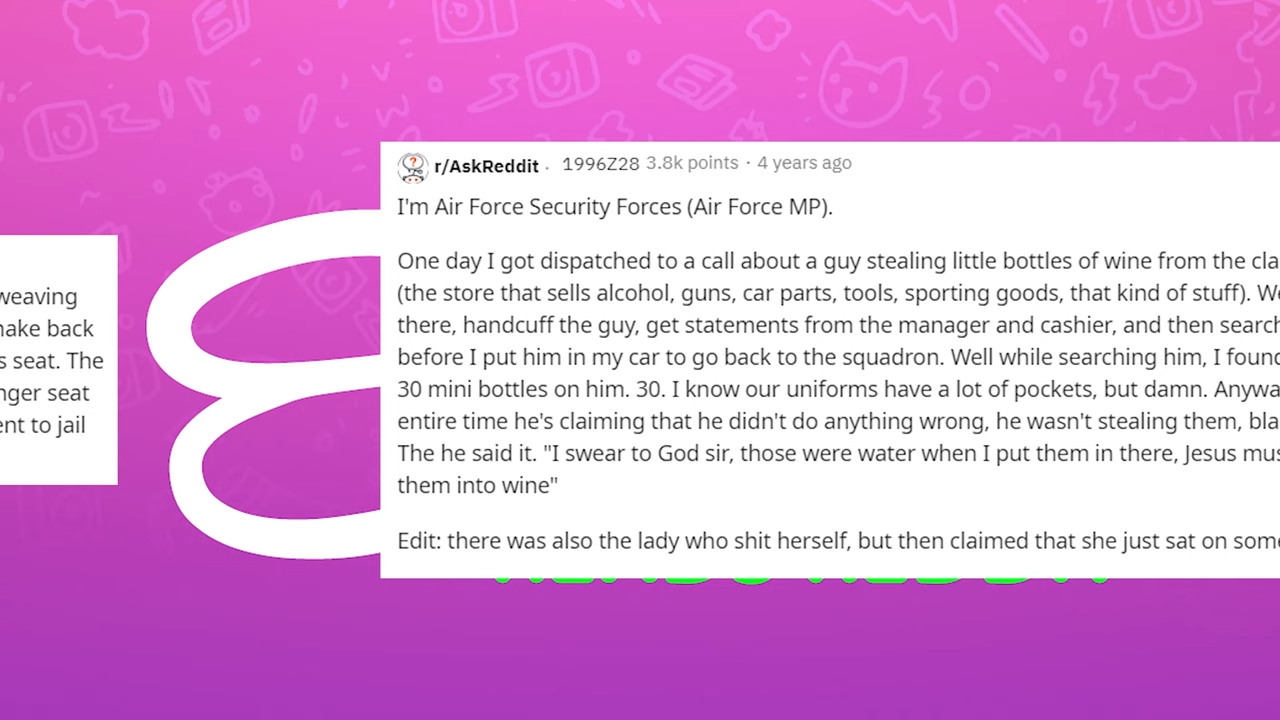 weaving
make back
s seat. The
nger seat
ent to jail
r/AskReddit · 1996Z28 3.8k points · 4 years ago
I'm Air Force Security Forces (Air Force MP).
One day I got dispatched to a call about a guy stealing little bottles of wine from the cla
(the store that sells alcohol, guns, car parts, tools, sporting goods, that kind of stuff). We
there, handcuff the guy, get statements from the manager and cashier, and then search
before I put him in my car to go back to the squadron. Well while searching him, I found
30 mini bottles on him. 30. I know our uniforms have a lot of pockets, but damn. Anywa
entire time he's claiming that he didn't do anything wrong, he wasn't stealing them, bla
The he said it. "I swear to God sir, those were water when I put them in there, Jesus mus
them into wine"
Edit: there was also the lady who shit herself, but then claimed that she just sat on some